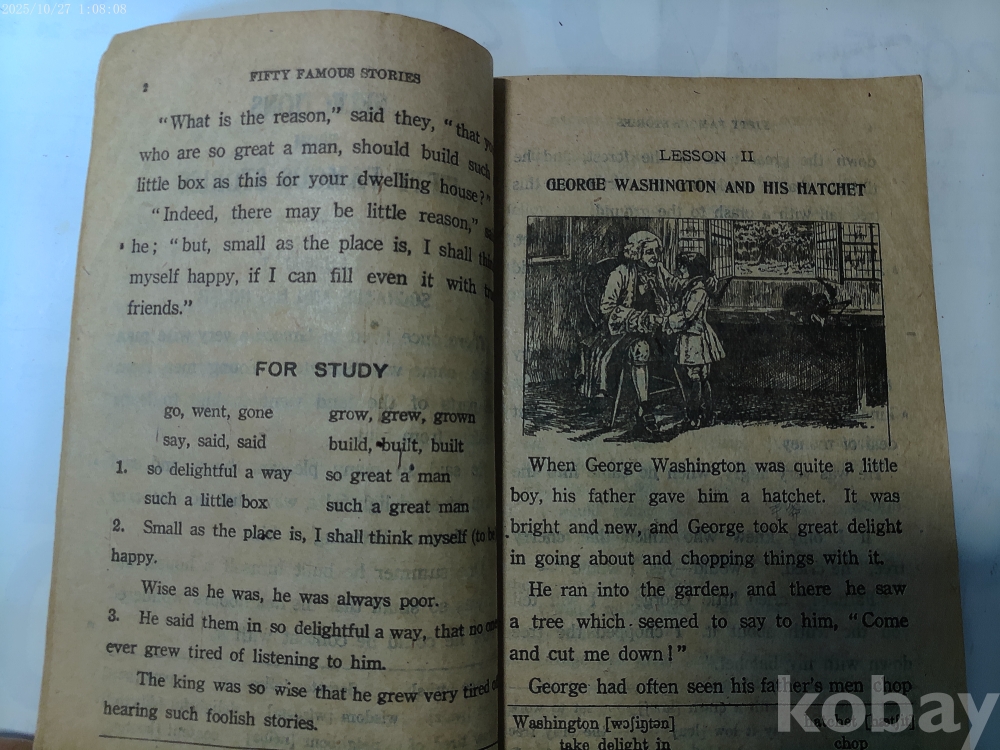 2025/10/27 1:08:08
2
FIFTY FAMOUS STORIES
"What is the reason," said they, "that
who are so great a man, should build such
little box as this for your dwelling house?"
"Indeed, there may be little reason,"
he; "but, small as the place is, I shall
myself happy, if I can fill even it with
friends."
FOR STUDY
go, went, gone grow, grew, grown
say, said, said build, built, built
1. so delightful a way so great a man
such a little box such a great man
2. Small as the place is, I shall think myself (to be
happy.
Wise as he was, he was always poor.
3. He said them in so delightful a way, that no one
ever grew tired of listening to him.
The king was so wise that he grew very tired
hearing such foolish stories.
LESSON II
GEORGE WASHINGTON AND HIS HATCHET
When George Washington was quite a little
boy, his father gave him a hatchet. It was
bright and new, and George took great delight
in going about and chopping things with it.
He ran into the garden, and there he saw
a tree which seemed to say to him, "Come
and cut me down!"
George had often seen his father's men chop
Washington [wɔʃiŋtən] hatchet
take delight in chop
kobay